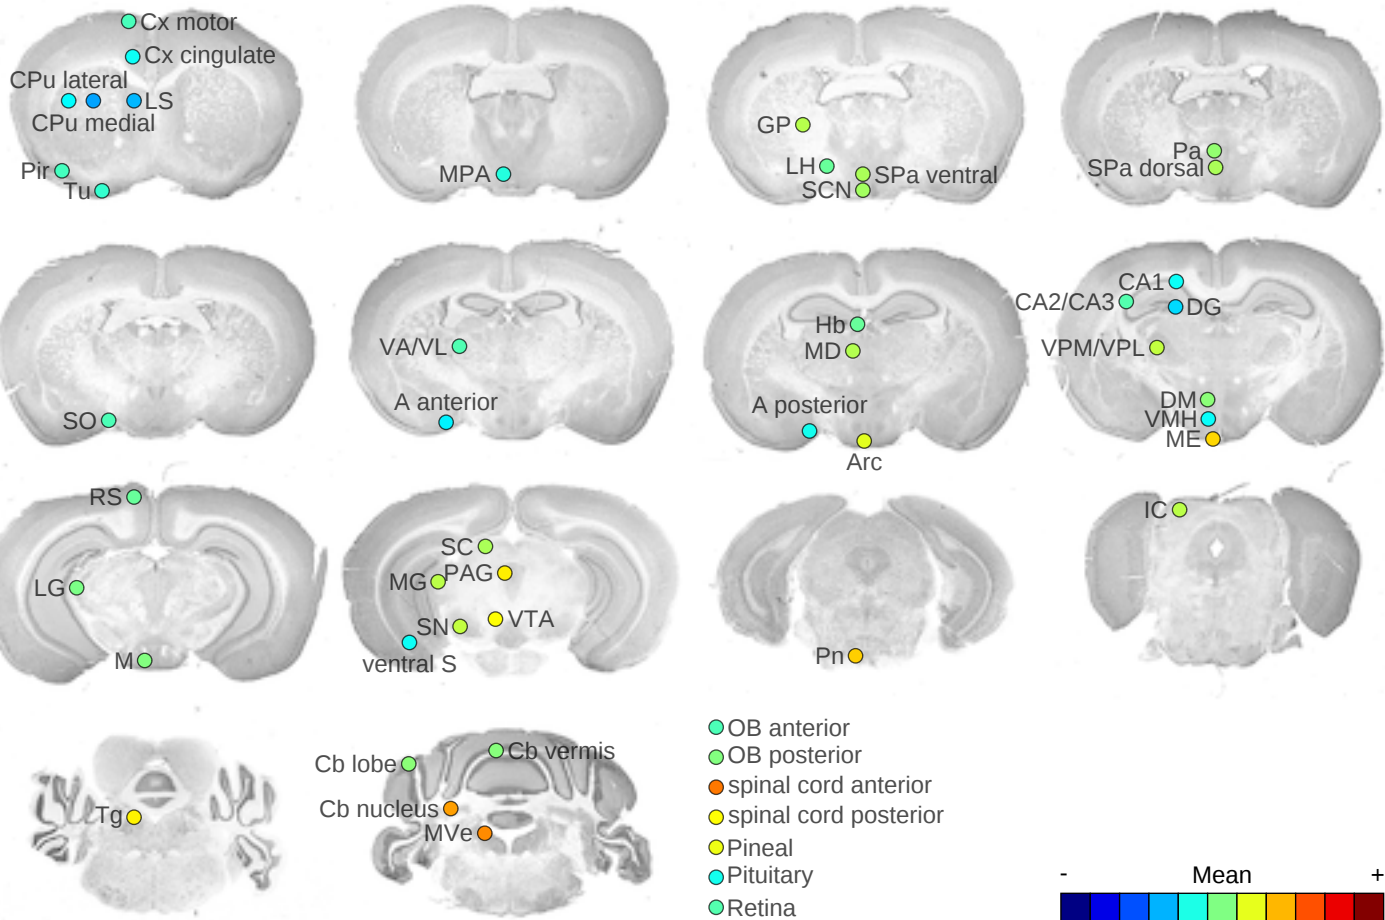 Cx motor
Cx cingulate
CPu lateral
LS
CPu medial
Pir
Tu
MPA
GP
LH
SPa ventral
SCN
Pa
SPa dorsal
SO
VA/VL
A anterior
Hb
MD
A posterior
Arc
CA1
CA2/CA3
DG
VPM/VPL
DM
VMH
ME
RS
LG
M
SC
PAG
MG
VTA
SN
ventral S
Pn
IC
Tg
Cb lobe
Cb vermis
Cb nucleus
MVe
OB anterior
OB posterior
spinal cord anterior
spinal cord posterior
Pineal
Pituitary
Retina
- Mean +